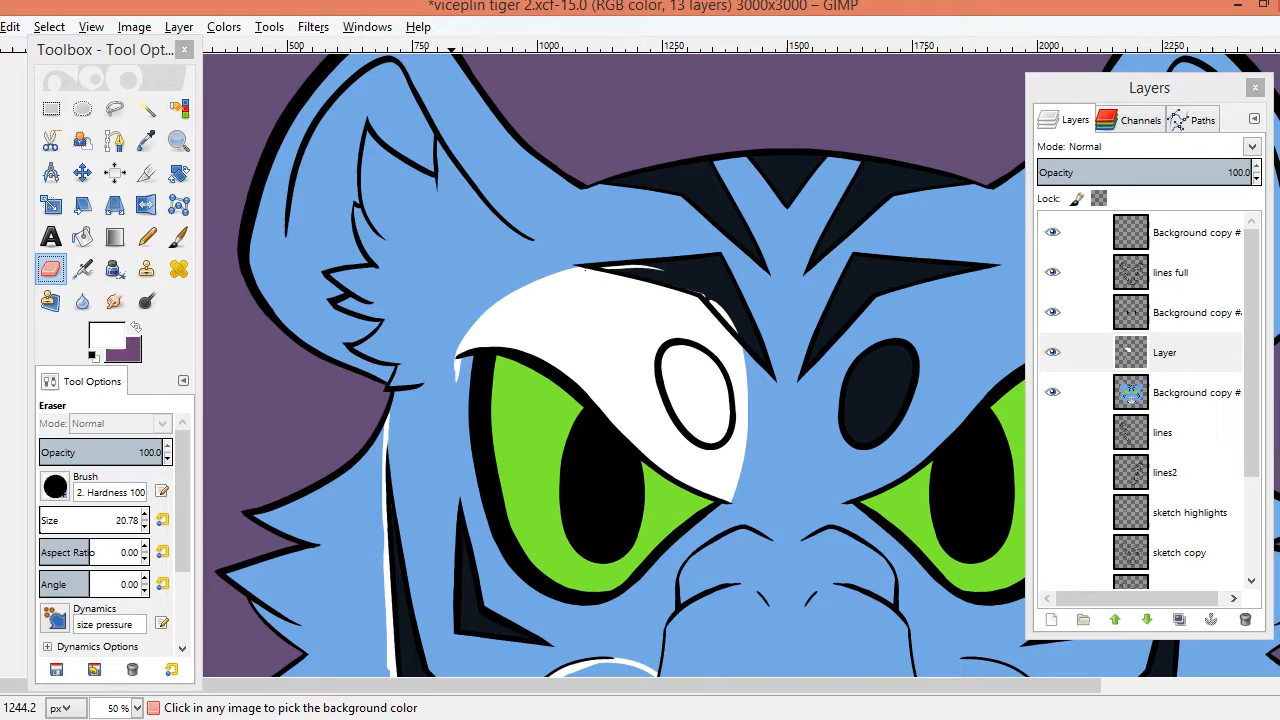 *viceplin tiger 2.xcf-15.0 (RGB color, 13 layers) 3000x3000 – GIMP
Edit Select View Image Layer Colors Tools Filters Windows Help
Toolbox - Tool Opt...
500 750 1000 1250 1500 1750 2000 2250
Layers
Layers Channels Paths
Mode: Normal
Opacity 100.0
Lock:
Background copy #
lines full
Background copy #
Layer
Background copy #
lines
lines2
sketch highlights
sketch copy
Tool Options
Eraser
Mode: Normal
Opacity 100.0
Brush
2. Hardness 100
Size 20.78
Aspect Ratio 0.00
Angle 0.00
Dynamics
size pressure
Dynamics Options
1244.2 px 50 % Click in any image to pick the background color